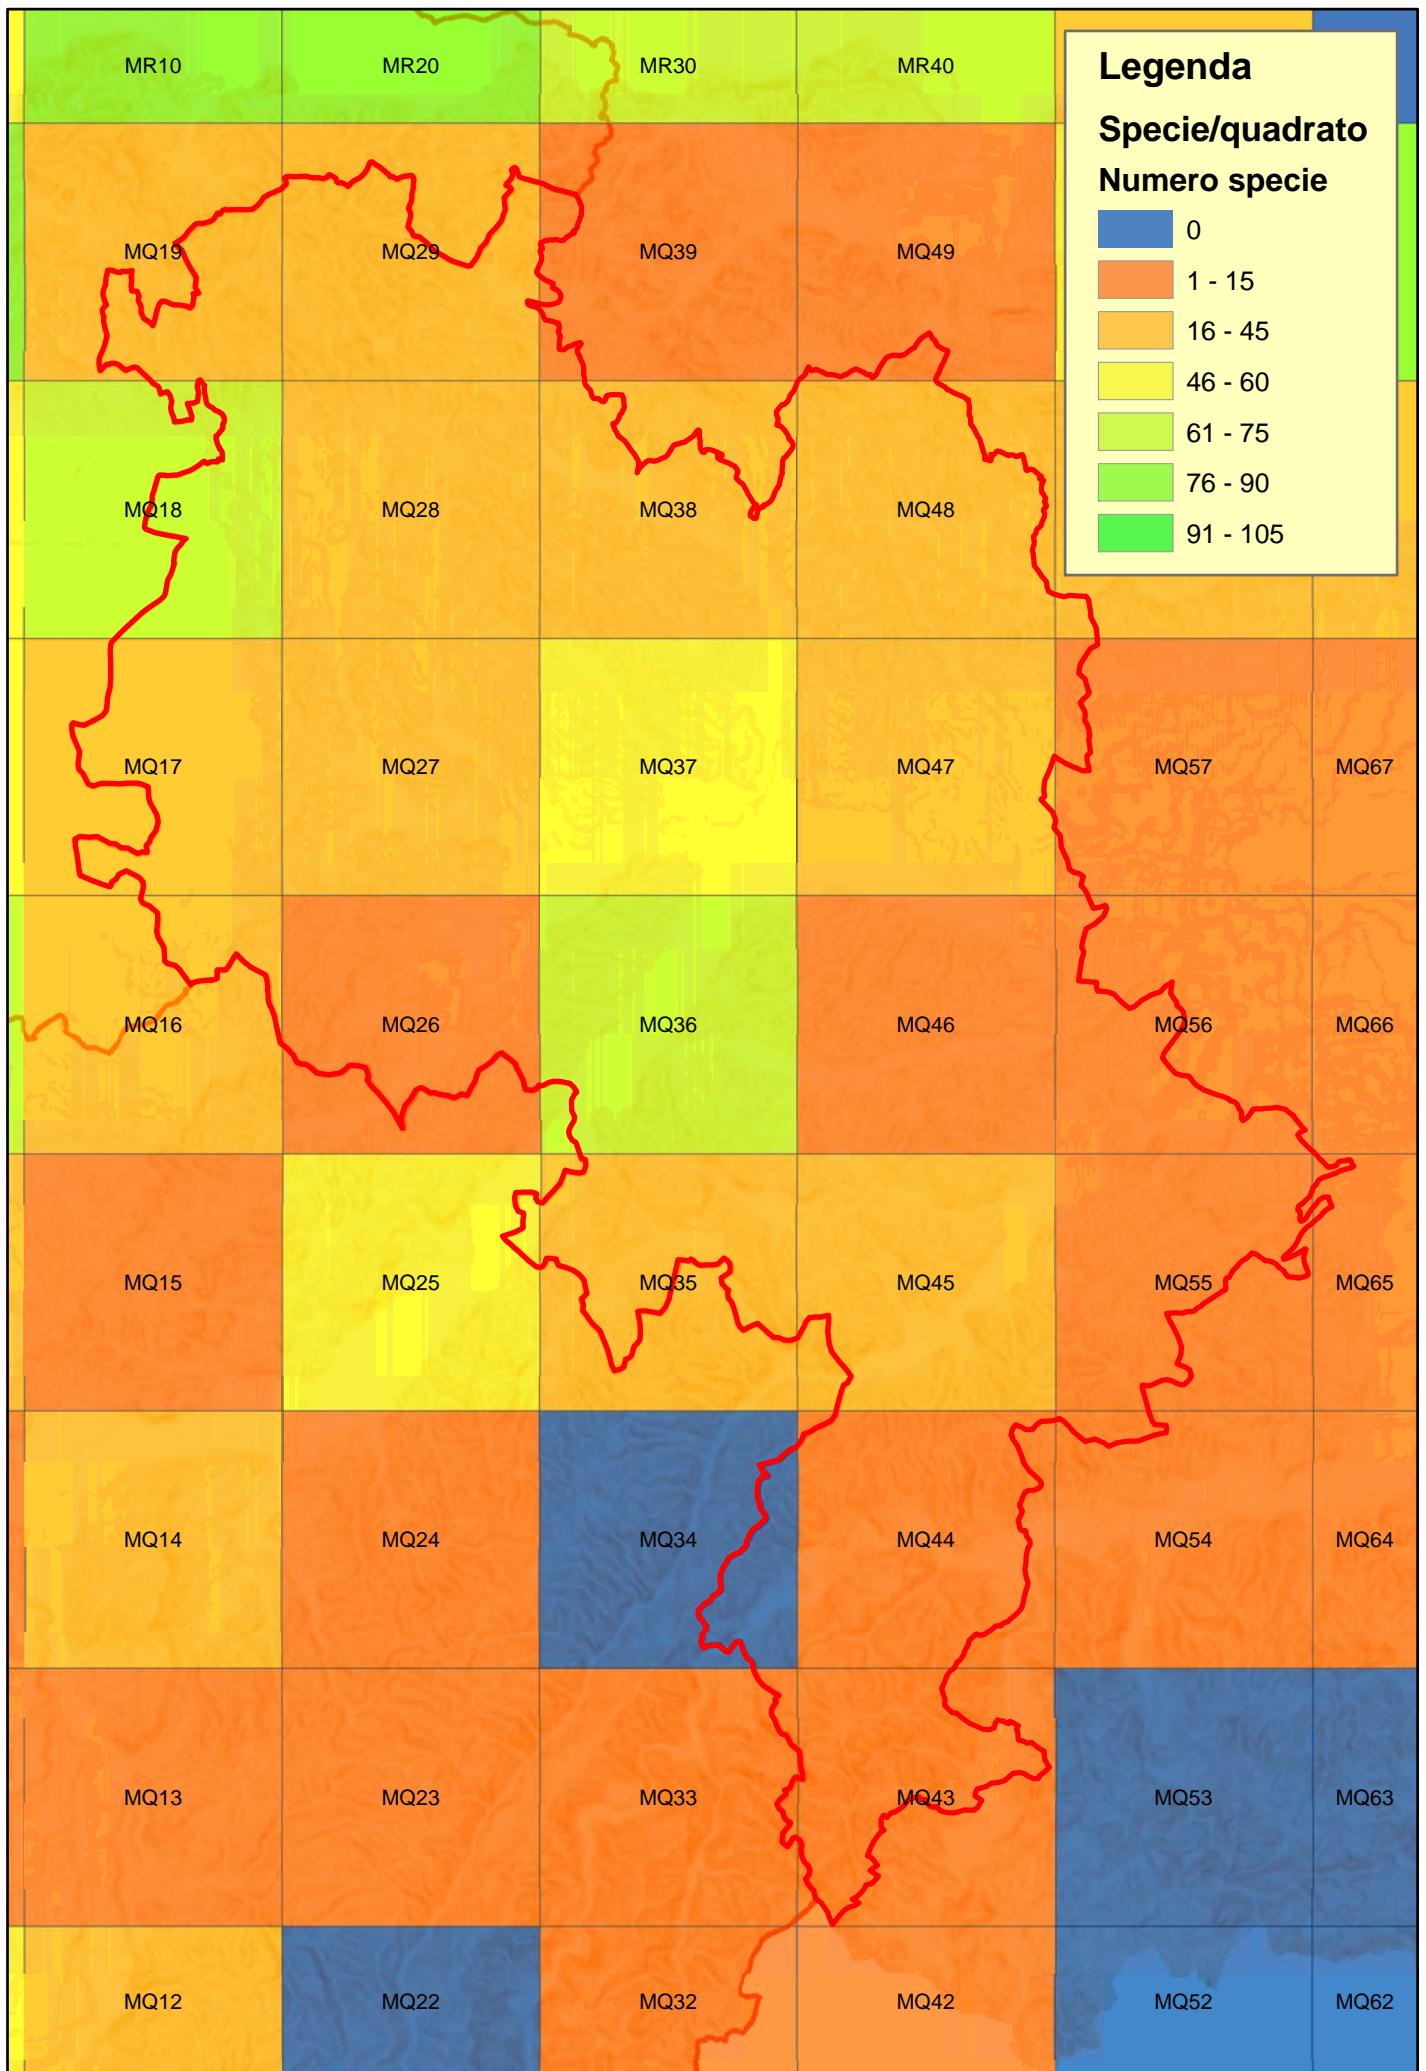 MR10 MR20 MR30 MR40
Legenda
Specie/quadrato
Numero specie
0
1 - 15
16 - 45
46 - 60
61 - 75
76 - 90
91 - 105
MQ19 MQ29 MQ39 MQ49
MQ18 MQ28 MQ38 MQ48
MQ17 MQ27 MQ37 MQ47 MQ57 MQ67
MQ16 MQ26 MQ36 MQ46 MQ56 MQ66
MQ15 MQ25 MQ35 MQ45 MQ55 MQ65
MQ14 MQ24 MQ34 MQ44 MQ54 MQ64
MQ13 MQ23 MQ33 MQ43 MQ53 MQ63
MQ12 MQ22 MQ32 MQ42 MQ52 MQ62